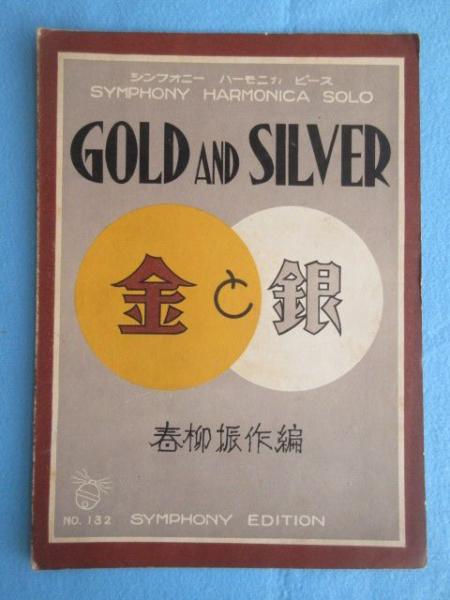 シンフォニー ハーモニカ ピース
SYMPHONY HARMONICA SOLO
GOLD AND SILVER
金と銀
春柳振作編
NO. 132 SYMPHONY EDITION